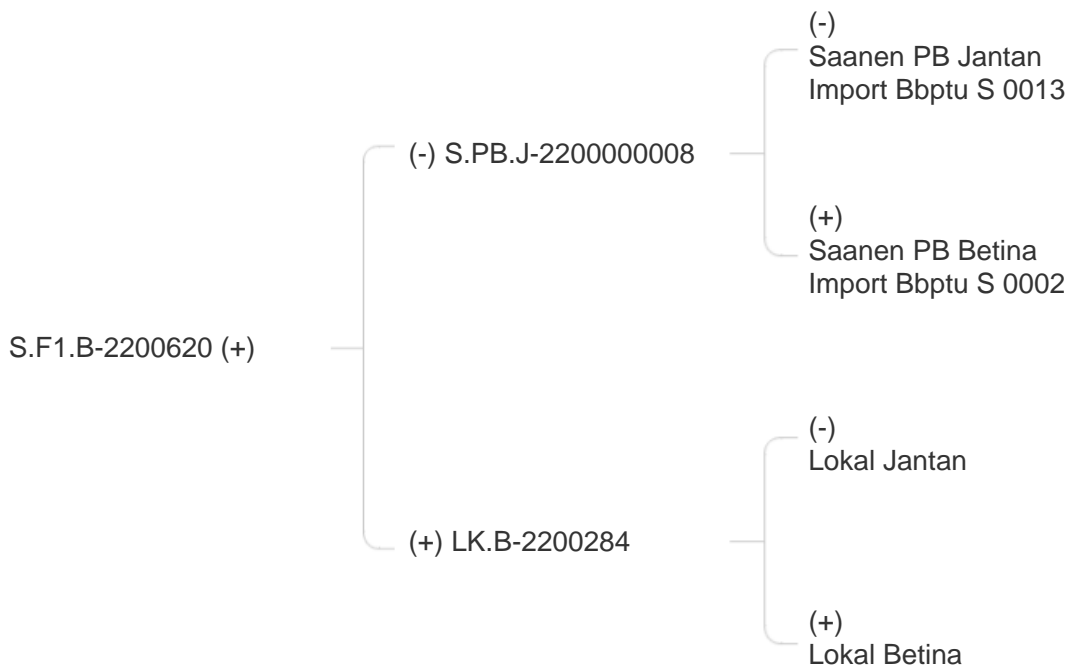 (-)
Saanen PB Jantan
Import Bbptu S 0013
(-) S.PB.J-2200000008
(+)
Saanen PB Betina
Import Bbptu S 0002
S.F1.B-2200620 (+)
(-)
Lokal Jantan
(+) LK.B-2200284
(+)
Lokal Betina